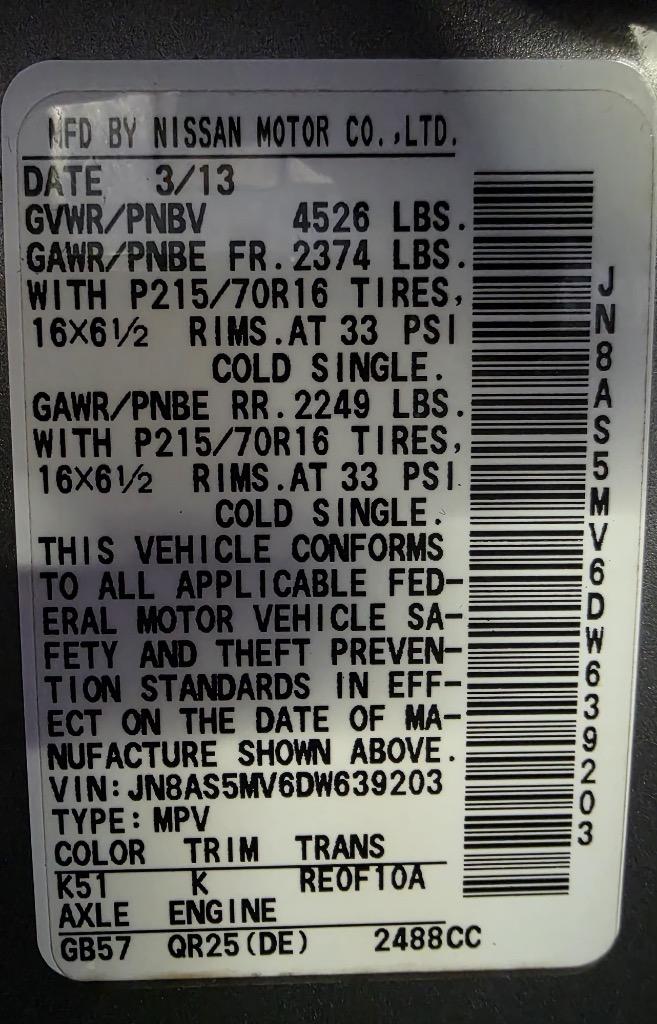 MFD BY NISSAN MOTOR CO.,LTD.
DATE 3/13
GVWR/PNBV 4526 LBS.
GAWR/PNBE FR.2374 LBS.
WITH P215/70R16 TIRES,
16X6½ RIMS.AT 33 PSI
COLD SINGLE.
GAWR/PNBE RR.2249 LBS.
WITH P215/70R16 TIRES,
16X6½ RIMS.AT 33 PSI
COLD SINGLE.
THIS VEHICLE CONFORMS
TO ALL APPLICABLE FED-
ERAL MOTOR VEHICLE SA-
FETY AND THEFT PREVEN-
TION STANDARDS IN EFF-
ECT ON THE DATE OF MA-
NUFACTURE SHOWN ABOVE.
VIN:JN8AS5MV6DW639203
TYPE:MPV
COLOR TRIM TRANS
K51 K RE0F10A
AXLE ENGINE
GB57 QR25(DE) 2488CC
JN8AS5MV6DW639203